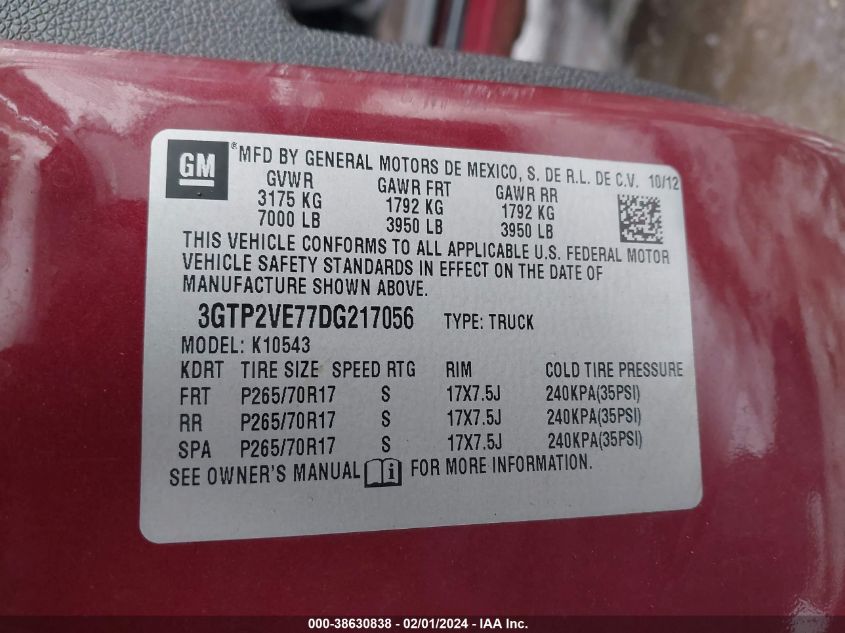 GM ® MFD BY GENERAL MOTORS DE MEXICO, S. DE R.L. DE C.V. 10/12
GVWR GAWR FRT GAWR RR
3175 KG 1792 KG 1792 KG
7000 LB 3950 LB 3950 LB
THIS VEHICLE CONFORMS TO ALL APPLICABLE U.S. FEDERAL MOTOR
VEHICLE SAFETY STANDARDS IN EFFECT ON THE DATE OF
MANUFACTURE SHOWN ABOVE.
3GTP2VE77DG217056 TYPE: TRUCK
MODEL: K10543
KDRT TIRE SIZE SPEED RTG RIM COLD TIRE PRESSURE
FRT P265/70R17 S 17X7.5J 240KPA(35PSI)
RR P265/70R17 S 17X7.5J 240KPA(35PSI)
SPA P265/70R17 S 17X7.5J 240KPA(35PSI)
SEE OWNER'S MANUAL i FOR MORE INFORMATION.
000-38630838 - 02/01/2024 - IAA Inc.